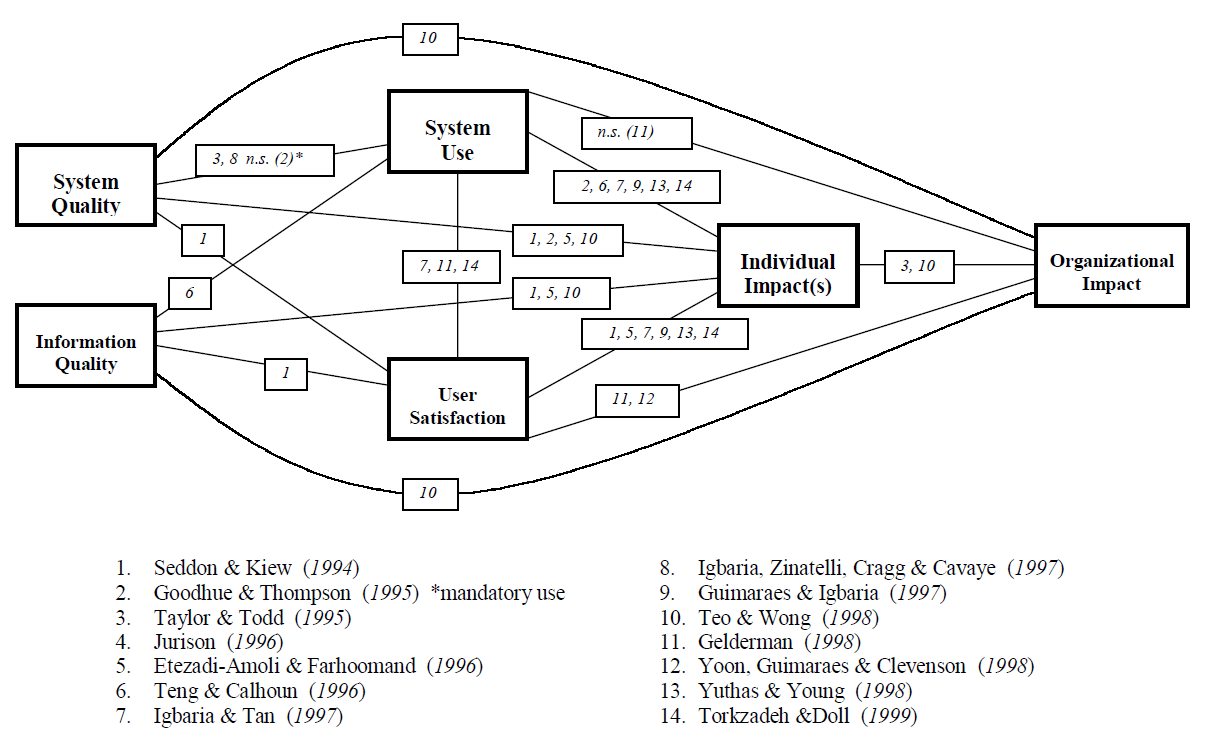 10
System
Use
n.s. (11)
3, 8  n.s. (2)*
System
Quality
2, 6, 7, 9, 13, 14
1
1, 2, 5, 10
7, 11, 14
Individual
Impact(s)
3, 10
Organizational
Impact
6
1, 5, 10
Information
Quality
1, 5, 7, 9, 13, 14
1
User
Satisfaction
11, 12
10
1. Seddon & Kiew (1994)
2. Goodhue & Thompson (1995) *mandatory use
3. Taylor & Todd (1995)
4. Jurison (1996)
5. Etezadi-Amoli & Farhoomand (1996)
6. Teng & Calhoun (1996)
7. Igbaria & Tan (1997)
8. Igbaria, Zinatelli, Cragg & Cavaye (1997)
9. Guimaraes & Igbaria (1997)
10. Teo & Wong (1998)
11. Gelderman (1998)
12. Yoon, Guimaraes & Clevenson (1998)
13. Yuthas & Young (1998)
14. Torkzadeh &Doll (1999)